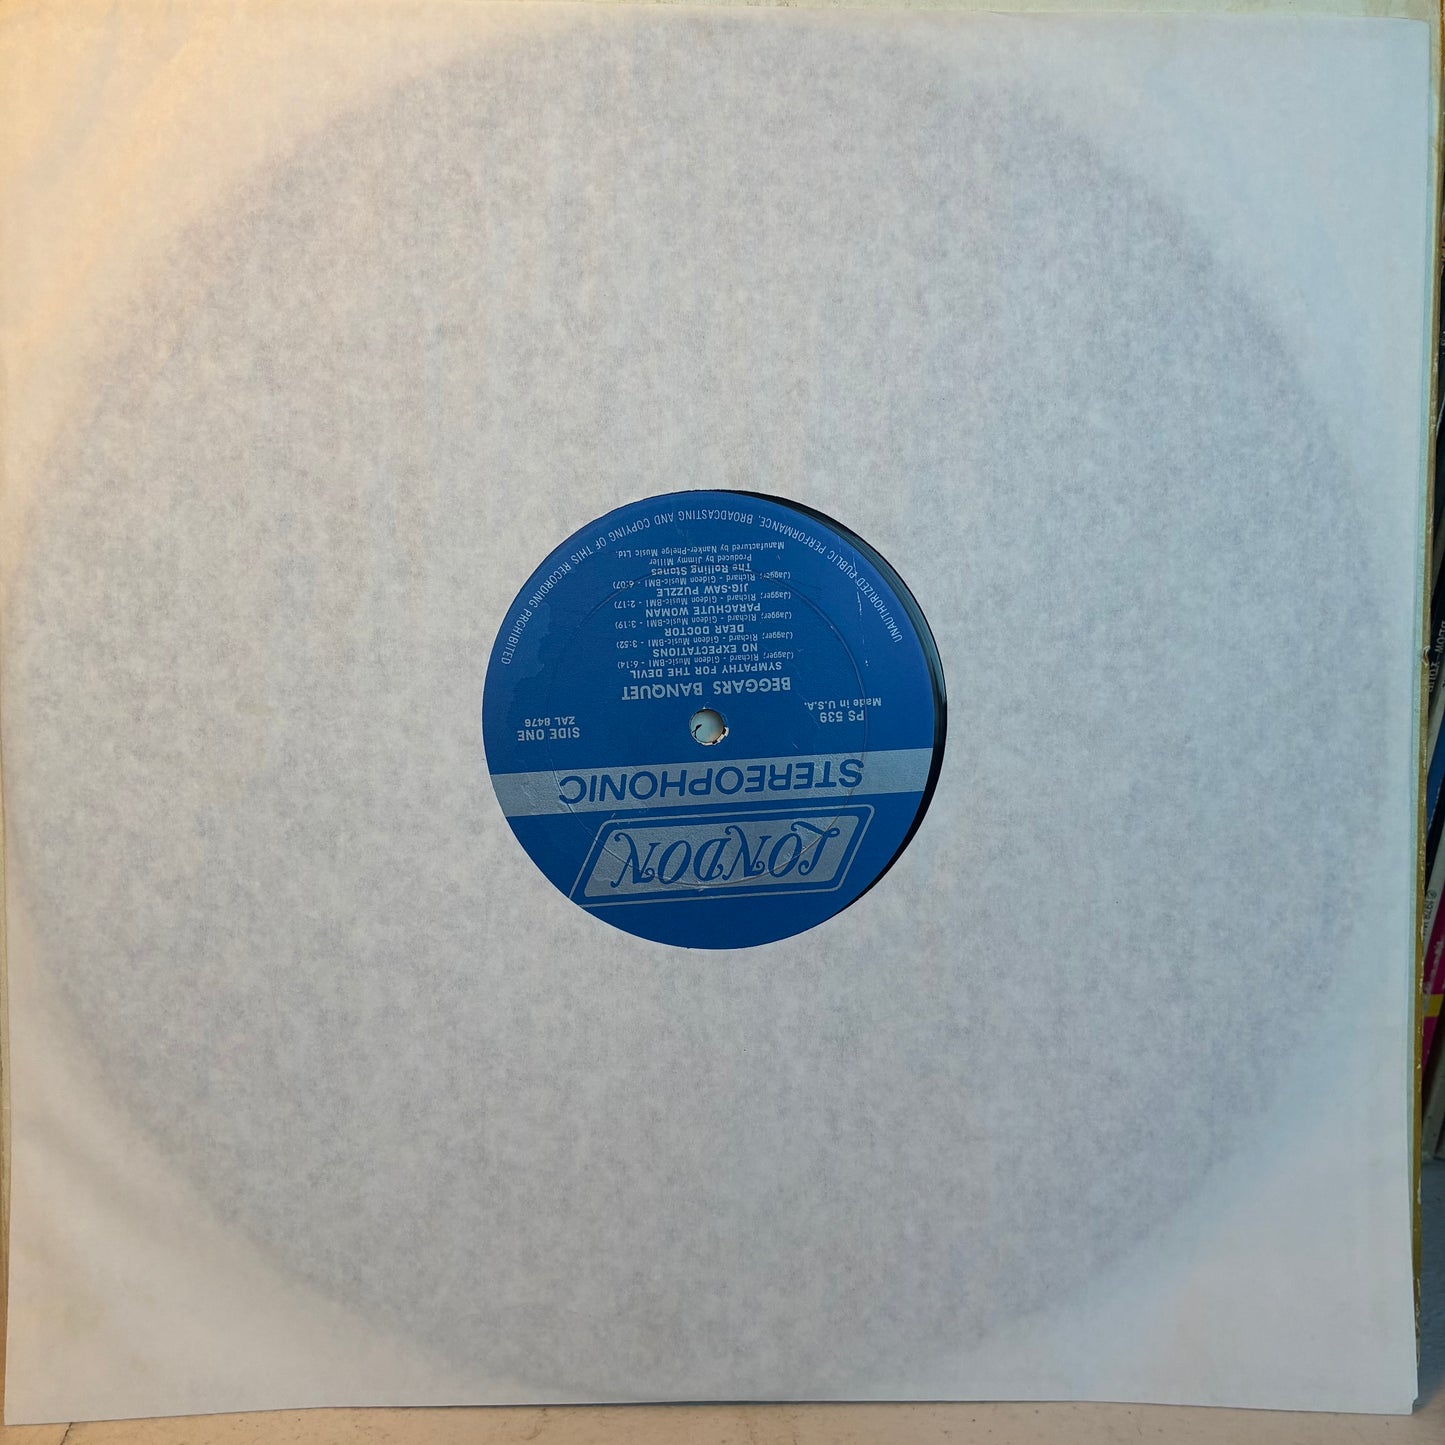 LONDON
STEREOPHONIC
PS 539
Made in U.S.A.
SIDE ONE
ZAL 8476
BEGGARS BANQUET
SYMPATHY FOR THE DEVIL
(Jagger; Richard - Gideon Music-BMI - 6:14)
NO EXPECTATIONS
(Jagger; Richard - Gideon Music-BMI - 3:52)
DEAR DOCTOR
(Jagger; Richard - Gideon Music-BMI - 3:19)
PARACHUTE WOMAN
(Jagger; Richard - Gideon Music-BMI - 2:17)
JIG-SAW PUZZLE
(Jagger; Richard - Gideon Music-BMI - 6:07)
The Rolling Stones
Produced by Jimmy Miller
Manufactured by Nanker-Phelge Music Ltd.
UNAUTHORIZED PUBLIC PERFORMANCE, BROADCASTING AND COPYING OF THIS RECORDING PROHIBITED